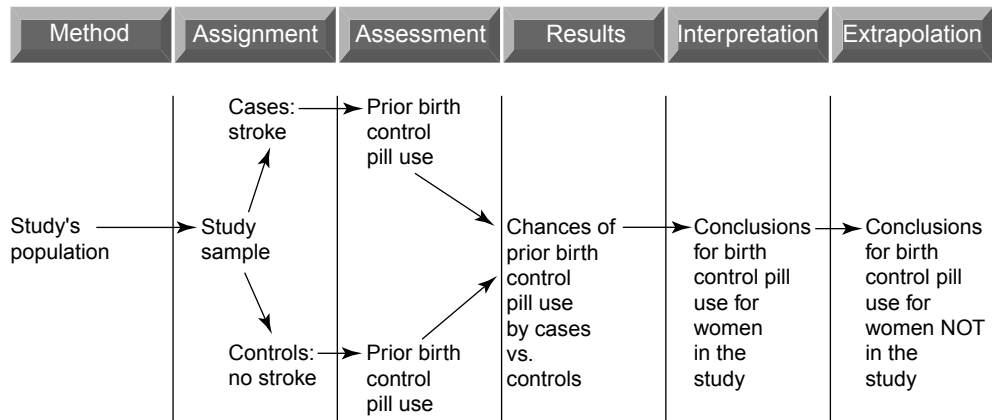 Method
Assignment
Assessment
Results
Interpretation
Extrapolation
Study's
population
Study
sample
Cases:
stroke
Controls:
no stroke
Prior birth
control
pill use
Prior birth
control
pill use
Chances of
prior birth
control
pill use
by cases
vs.
controls
Conclusions
for birth
control pill
use for
women
in the
study
Conclusions
for birth
control pill
use for
women NOT
in the
study